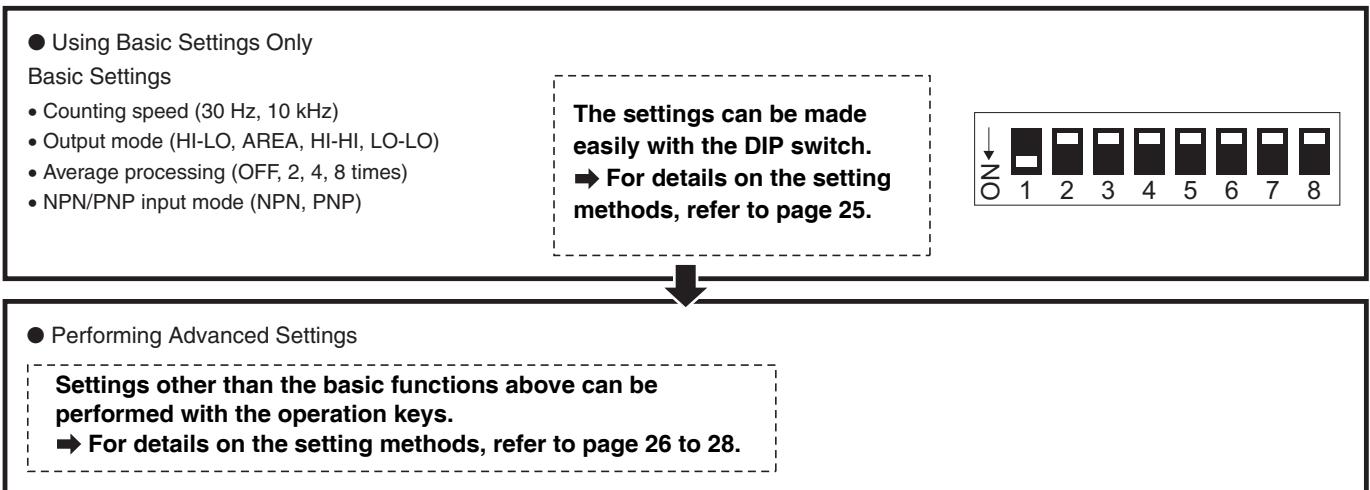 ● Using Basic Settings Only
Basic Settings
• Counting speed (30 Hz, 10 kHz)
• Output mode (HI-LO, AREA, HI-HI, LO-LO)
• Average processing (OFF, 2, 4, 8 times)
• NPN/PNP input mode (NPN, PNP)
The settings can be made
easily with the DIP switch.
➡ For details on the setting
methods, refer to page 25.
ON
1 2 3 4 5 6 7 8
● Performing Advanced Settings
Settings other than the basic functions above can be
performed with the operation keys.
➡ For details on the setting methods, refer to page 26 to 28.